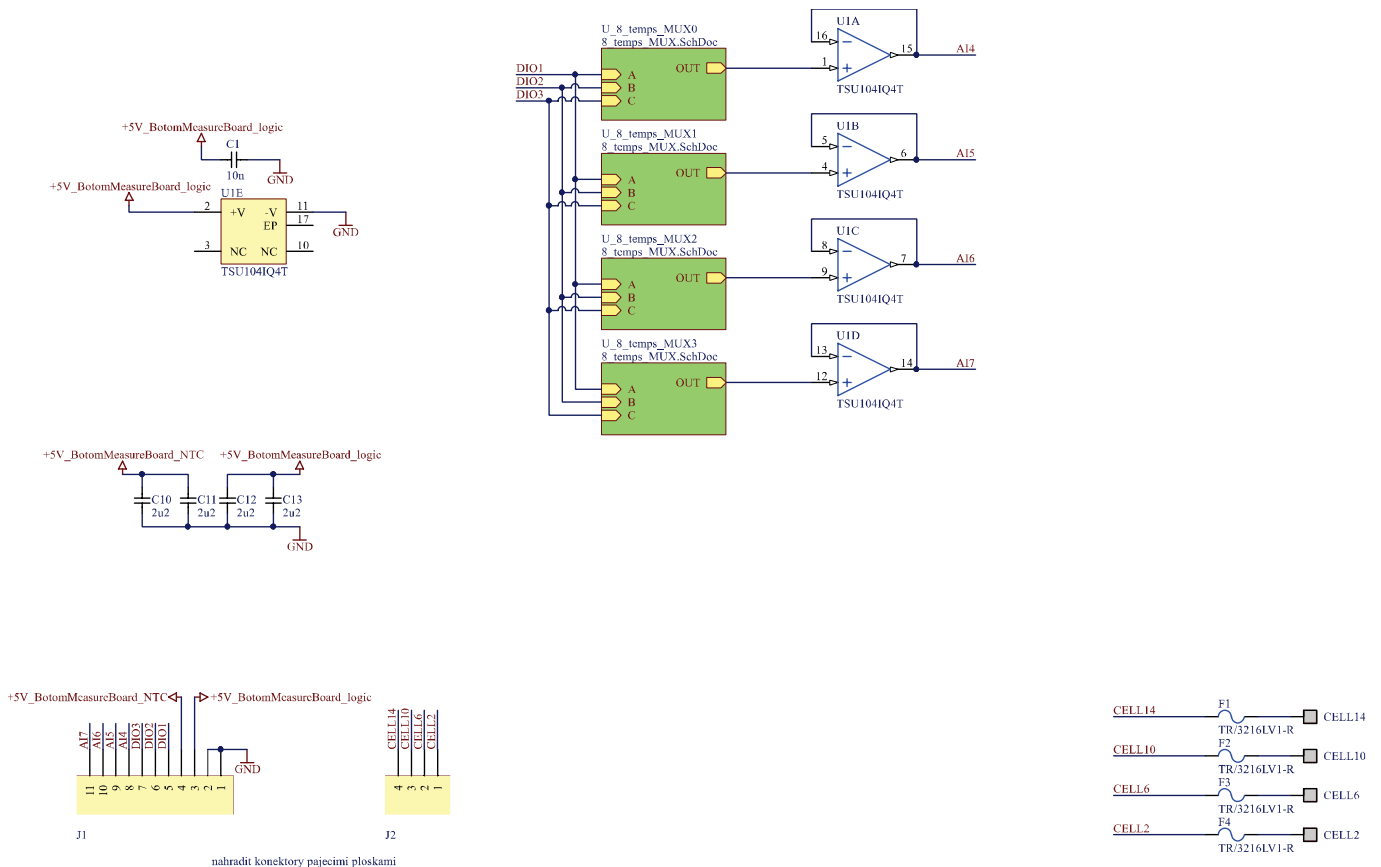 U_8_temps_MUX0
8_temps_MUX.SchDoc
DIO1
DIO2
DIO3
A
B
C
OUT
U1A
16
1
15
AI4
TSU104IQ4T
U_8_temps_MUX1
8_temps_MUX.SchDoc
A
B
C
OUT
U1B
5
4
6
AI5
TSU104IQ4T
U_8_temps_MUX2
8_temps_MUX.SchDoc
A
B
C
OUT
U1C
8
9
7
AI6
TSU104IQ4T
U_8_temps_MUX3
8_temps_MUX.SchDoc
A
B
C
OUT
U1D
13
12
14
AI7
TSU104IQ4T
+5V_BotomMeasureBoard_logic
C1
10n
GND
+5V_BotomMeasureBoard_logic
U1E
2 +V -V 11
EP 17
GND
3 NC NC 10
TSU104IQ4T
+5V_BotomMeasureBoard_NTC +5V_BotomMeasureBoard_logic
C10 C11 C12 C13
2u2 2u2 2u2 2u2
GND
+5V_BotomMeasureBoard_NTC +5V_BotomMeasureBoard_logic
AI7 AI6 AI5 AI4 DIO3 DIO2 DIO1
GND
11 10 9 8 7 6 5 4 3 2 1
J1
CELL14 CELL10 CELL6 CELL2
4 3 2 1
J2
nahradit konektory pajecimi ploskami
CELL14 F1 CELL14
TR/3216LV1-R
CELL10 F2 CELL10
TR/3216LV1-R
CELL6 F3 CELL6
TR/3216LV1-R
CELL2 F4 CELL2
TR/3216LV1-R